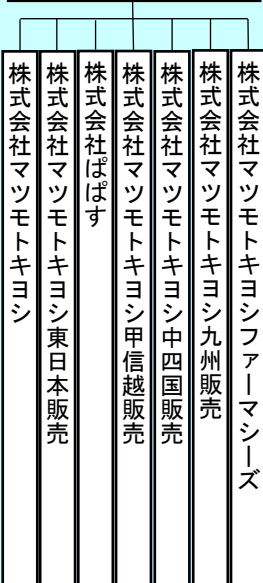 株式会社マツモトキヨシ
株式会社マツモトキヨシ東日本販売
株式会社ぱぱす
株式会社マツモトキヨシ甲信越販売
株式会社マツモトキヨシ中四国販売
株式会社マツモトキヨシ九州販売
株式会社マツモトキヨシファーマシーズ